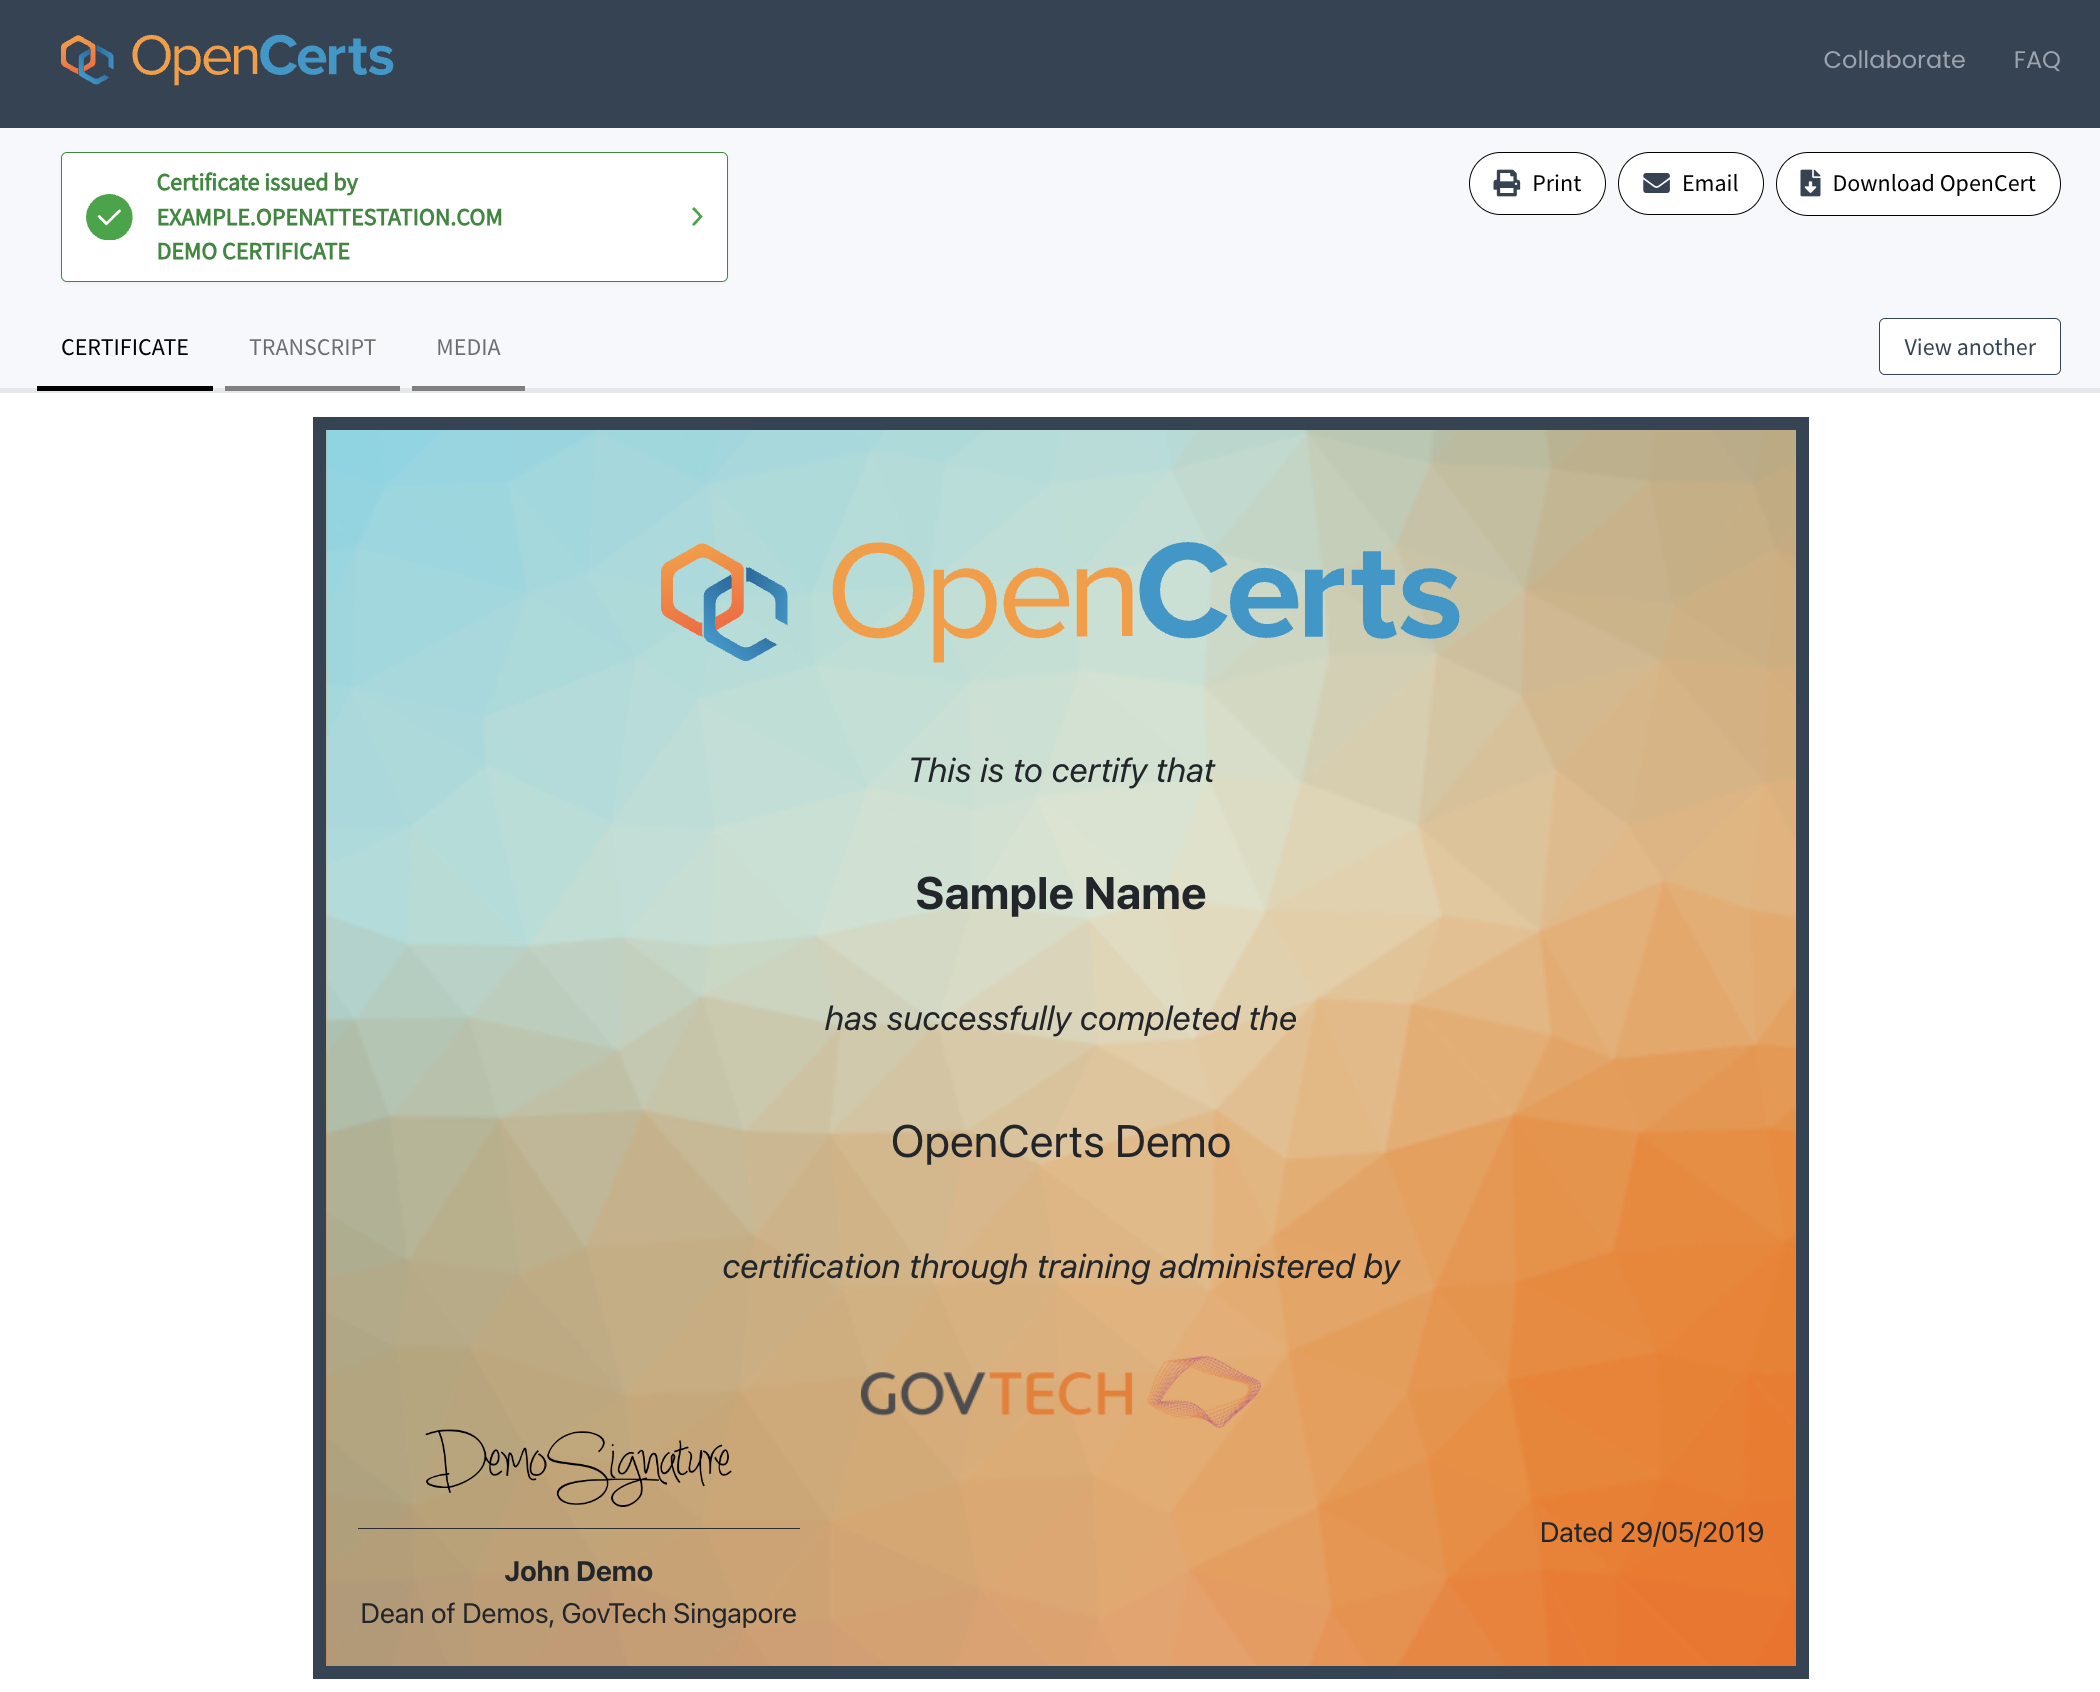 OpenCerts
Collaborate
FAQ
Certificate issued by
EXAMPLE.OPENATTESTATION.COM
DEMO CERTIFICATE
Print
Email
Download OpenCert
CERTIFICATE
TRANSCRIPT
MEDIA
View another
OpenCerts
This is to certify that
Sample Name
has successfully completed the
OpenCerts Demo
certification through training administered by
GOVTECH
Demo Signature
John Demo
Dean of Demos, GovTech Singapore
Dated 29/05/2019